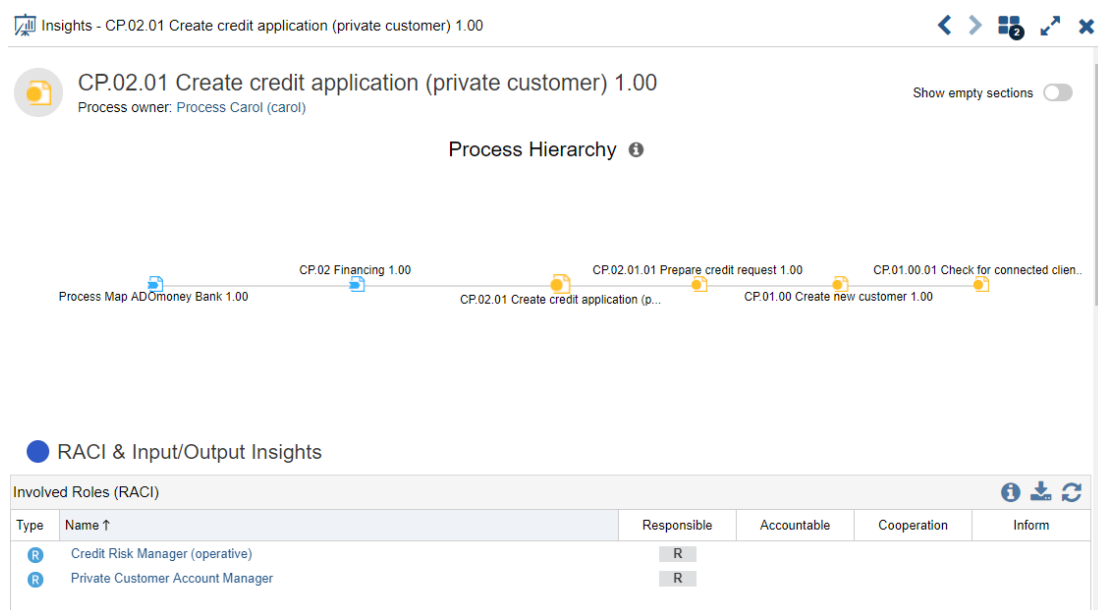 Insights - CP.02.01 Create credit application (private customer) 1.00
2
CP.02.01 Create credit application (private customer) 1.00
Process owner: Process Carol (carol)
Show empty sections
Process Hierarchy
CP.02 Financing 1.00
CP.02.01.01 Prepare credit request 1.00
CP.01.00.01 Check for connected clien..
Process Map ADOmoney Bank 1.00
CP.02.01 Create credit application (p...
CP.01.00 Create new customer 1.00
RACI & Input/Output Insights
Involved Roles (RACI)
Type Name ↑ Responsible Accountable Cooperation Inform
R Credit Risk Manager (operative) R
R Private Customer Account Manager R